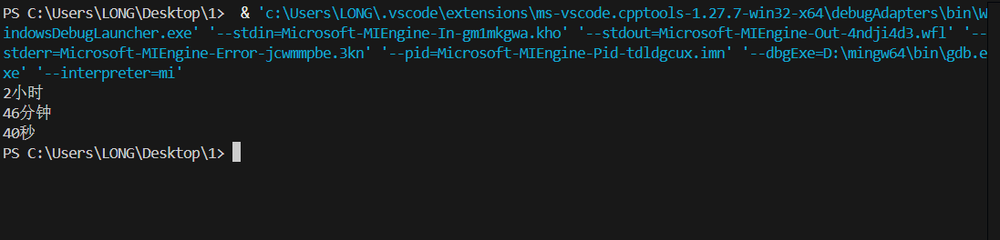 PS C:\Users\LONG\Desktop\1>  & 'c:\Users\LONG\.vscode\extensions\ms-vscode.cpptools-1.27.7-win32-x64\debugAdapters\bin\W
indowsDebugLauncher.exe' '--stdin=Microsoft-MIEngine-In-gm1mkgwa.kho' '--stdout=Microsoft-MIEngine-Out-4ndji4d3.wfl' '--
stderr=Microsoft-MIEngine-Error-jcwmmpbe.3kn' '--pid=Microsoft-MIEngine-Pid-tdldgcux.imn' '--dbgExe=D:\mingw64\bin\gdb.e
xe' '--interpreter=mi'
2小时
46分钟
40秒
PS C:\Users\LONG\Desktop\1>